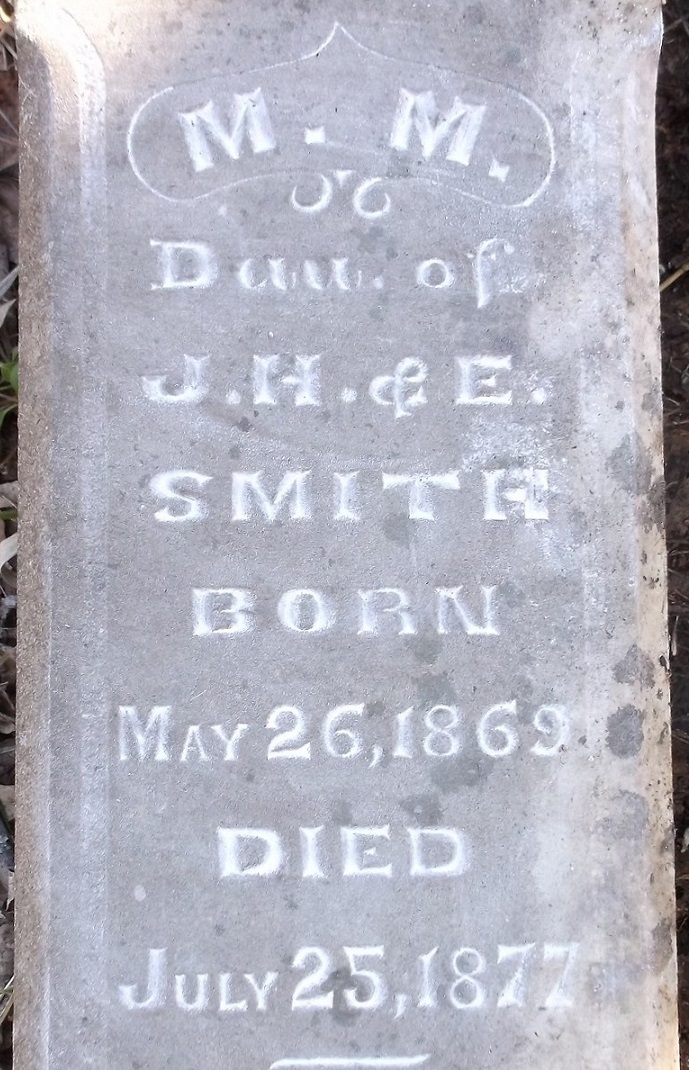 M. M.
Dau. of
J. H. & E.
SMITH
BORN
MAY 26, 1869
DIED
JULY 25, 1877